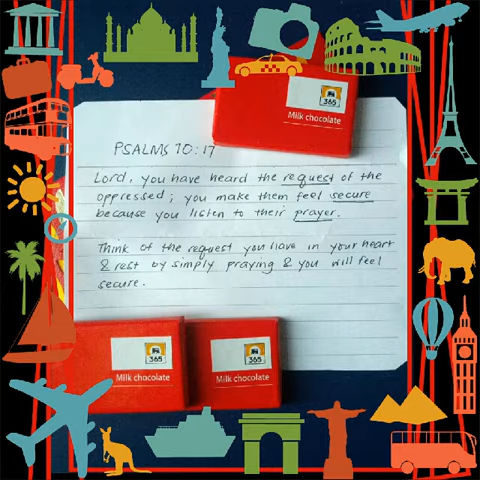 365
Milk chocolate
PSALMS 10:17
Lord, you have heard the request of the
oppressed; you make them feel secure
because you listen to their prayer.
Think of the request you have in your heart
& rest by simply praying & you will feel
secure.
365
Milk chocolate
365
Milk chocolate